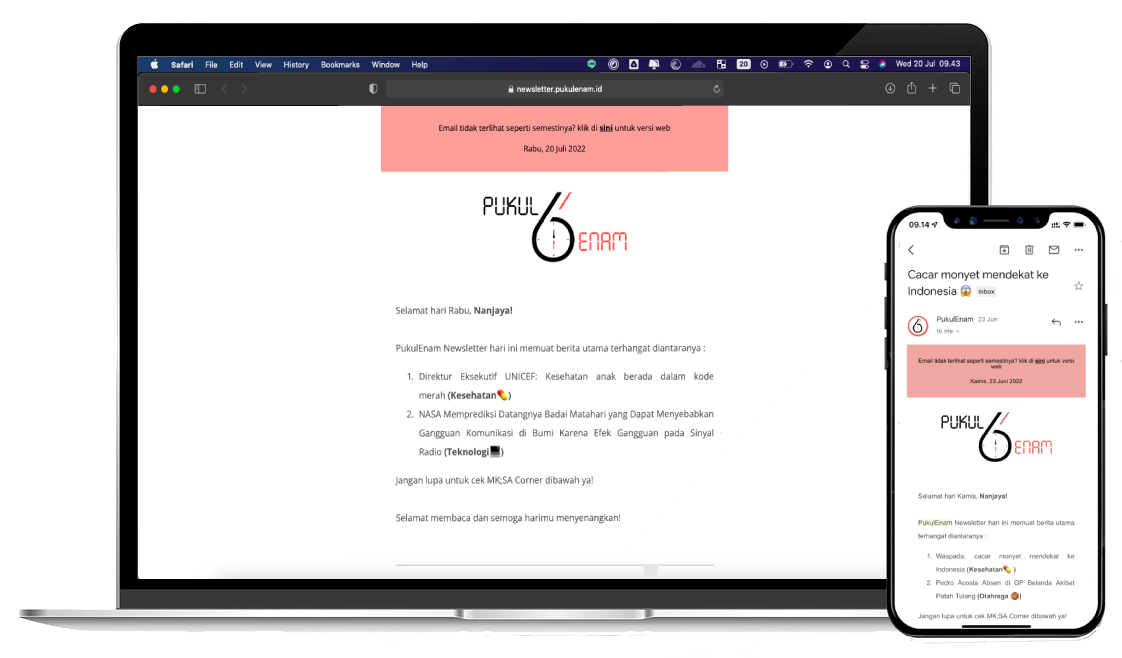 Safari File Edit View History Bookmarks Window Help
20
Wed 20 Jul 09.43
newsletter.pukulenam.id
Email tidak terlihat seperti semestinya? klik di sini untuk versi web
Rabu, 20 Juli 2022
PUKUL
6
ENAM
Selamat hari Rabu, Nanjaya!
PukulEnam Newsletter hari ini memuat berita utama terhangat diantaranya :
1. Direktur Eksekutif UNICEF: Kesehatan anak berada dalam kode
merah (Kesehatan💊)
2. NASA Memprediksi Datangnya Badai Matahari yang Dapat Menyebabkan
Gangguan Komunikasi di Bumi Karena Efek Gangguan pada Sinyal
Radio (Teknologi💻)
Jangan lupa untuk cek MK;SA Corner dibawah ya!
Selamat membaca dan semoga harimu menyenangkan!
09.14
Cacar monyet mendekat ke
Indonesia 😱 Inbox
PukulEnam 23 Jun
to me
Email tidak terlihat seperti semestinya? klik di sini untuk versi
web
Kamis, 23 Juni 2022
PUKUL
6
ENAM
Selamat hari Kamis, Nanjaya!
PukulEnam Newsletter hari ini memuat berita utama
terhangat diantaranya :
1. Waspada, cacar monyet mendekat ke
Indonesia (Kesehatan💊 )
2. Pedro Acosta Absen di GP Belanda Akibat
Patah Tulang (Olahraga 🏀)
Jangan lupa untuk cek MK;SA Corner dibawah ya!